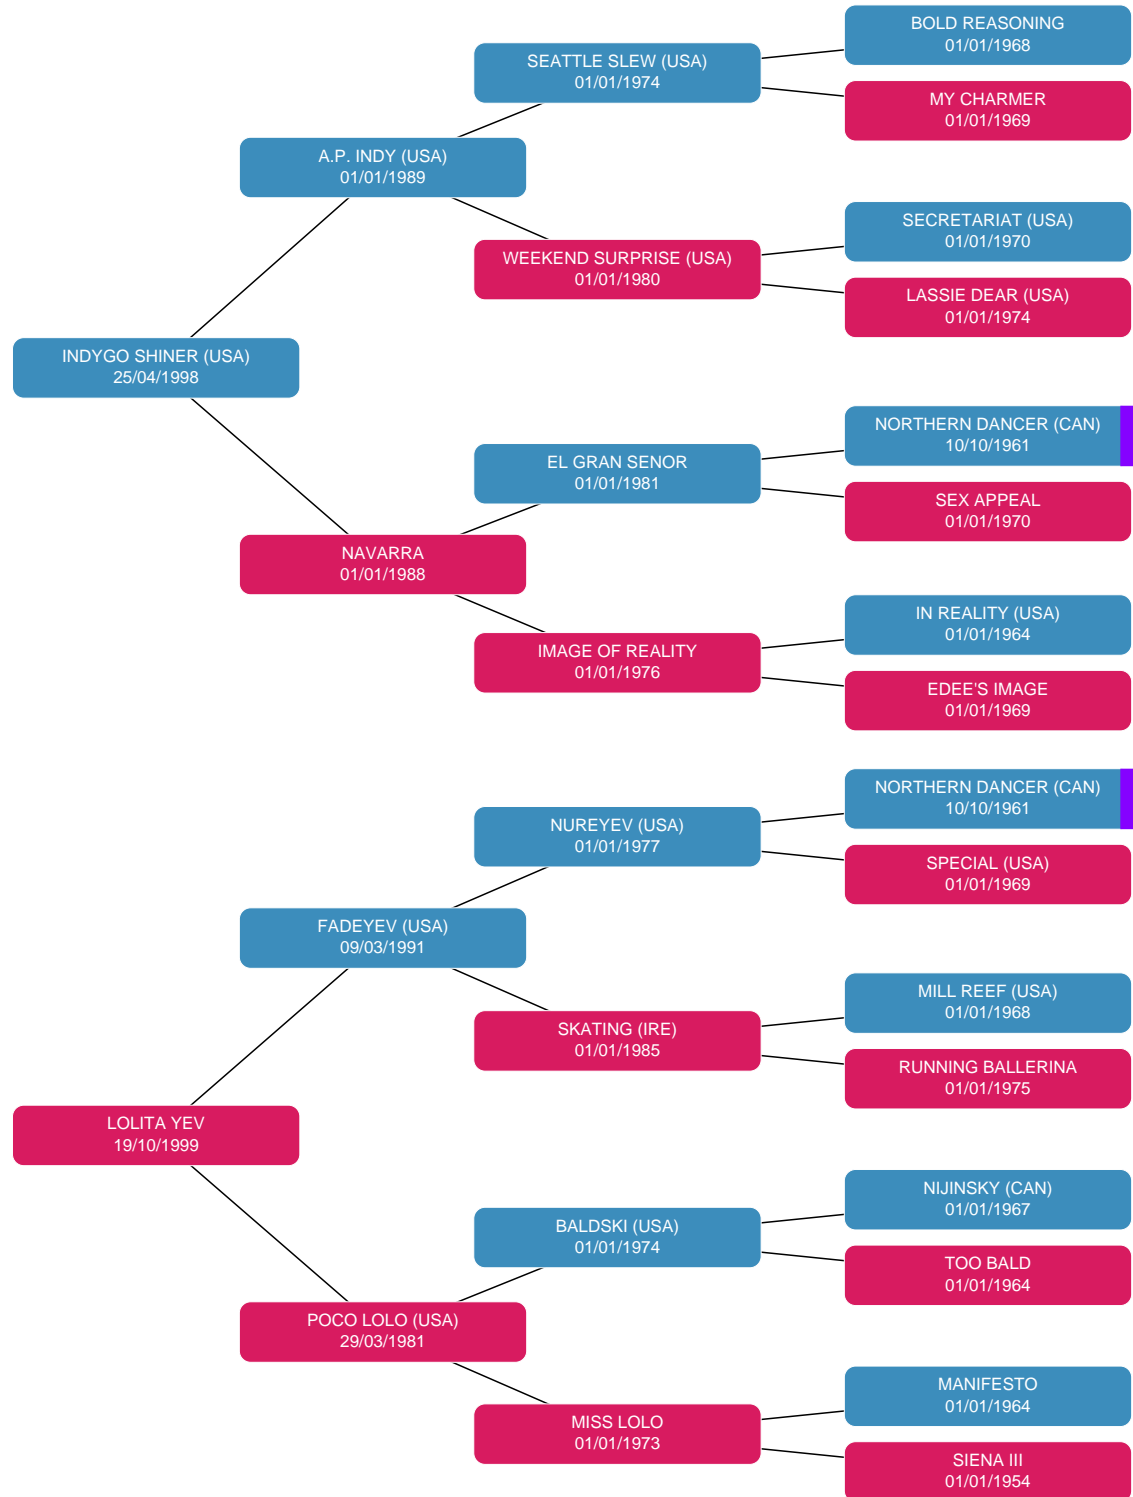 BOLD REASONING
01/01/1968
SEATTLE SLEW (USA)
01/01/1974
MY CHARMER
01/01/1969
A.P. INDY (USA)
01/01/1989
SECRETARIAT (USA)
01/01/1970
WEEKEND SURPRISE (USA)
01/01/1980
LASSIE DEAR (USA)
01/01/1974
INDYGO SHINER (USA)
25/04/1998
NORTHERN DANCER (CAN)
10/10/1961
EL GRAN SENOR
01/01/1981
SEX APPEAL
01/01/1970
NAVARRA
01/01/1988
IN REALITY (USA)
01/01/1964
IMAGE OF REALITY
01/01/1976
EDEE'S IMAGE
01/01/1969
NORTHERN DANCER (CAN)
10/10/1961
NUREYEV (USA)
01/01/1977
SPECIAL (USA)
01/01/1969
FADEYEV (USA)
09/03/1991
MILL REEF (USA)
01/01/1968
SKATING (IRE)
01/01/1985
RUNNING BALLERINA
01/01/1975
LOLITA YEV
19/10/1999
NIJINSKY (CAN)
01/01/1967
BALDSKI (USA)
01/01/1974
TOO BALD
01/01/1964
POCO LOLO (USA)
29/03/1981
MANIFESTO
01/01/1964
MISS LOLO
01/01/1973
SIENA III
01/01/1954